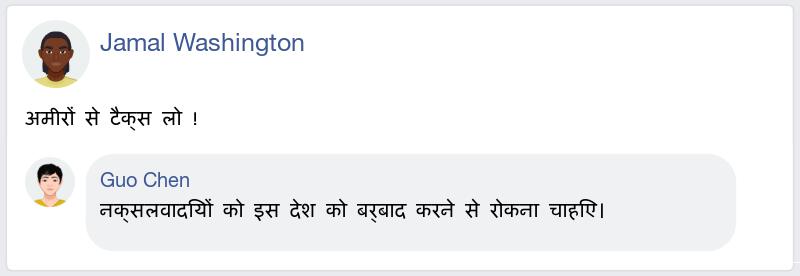 Jamal Washington
अमीरों से टैक्स लो !
Guo Chen
नक्सलवादियों को इस देश को बर्बाद करने से रोकना चाहिए।